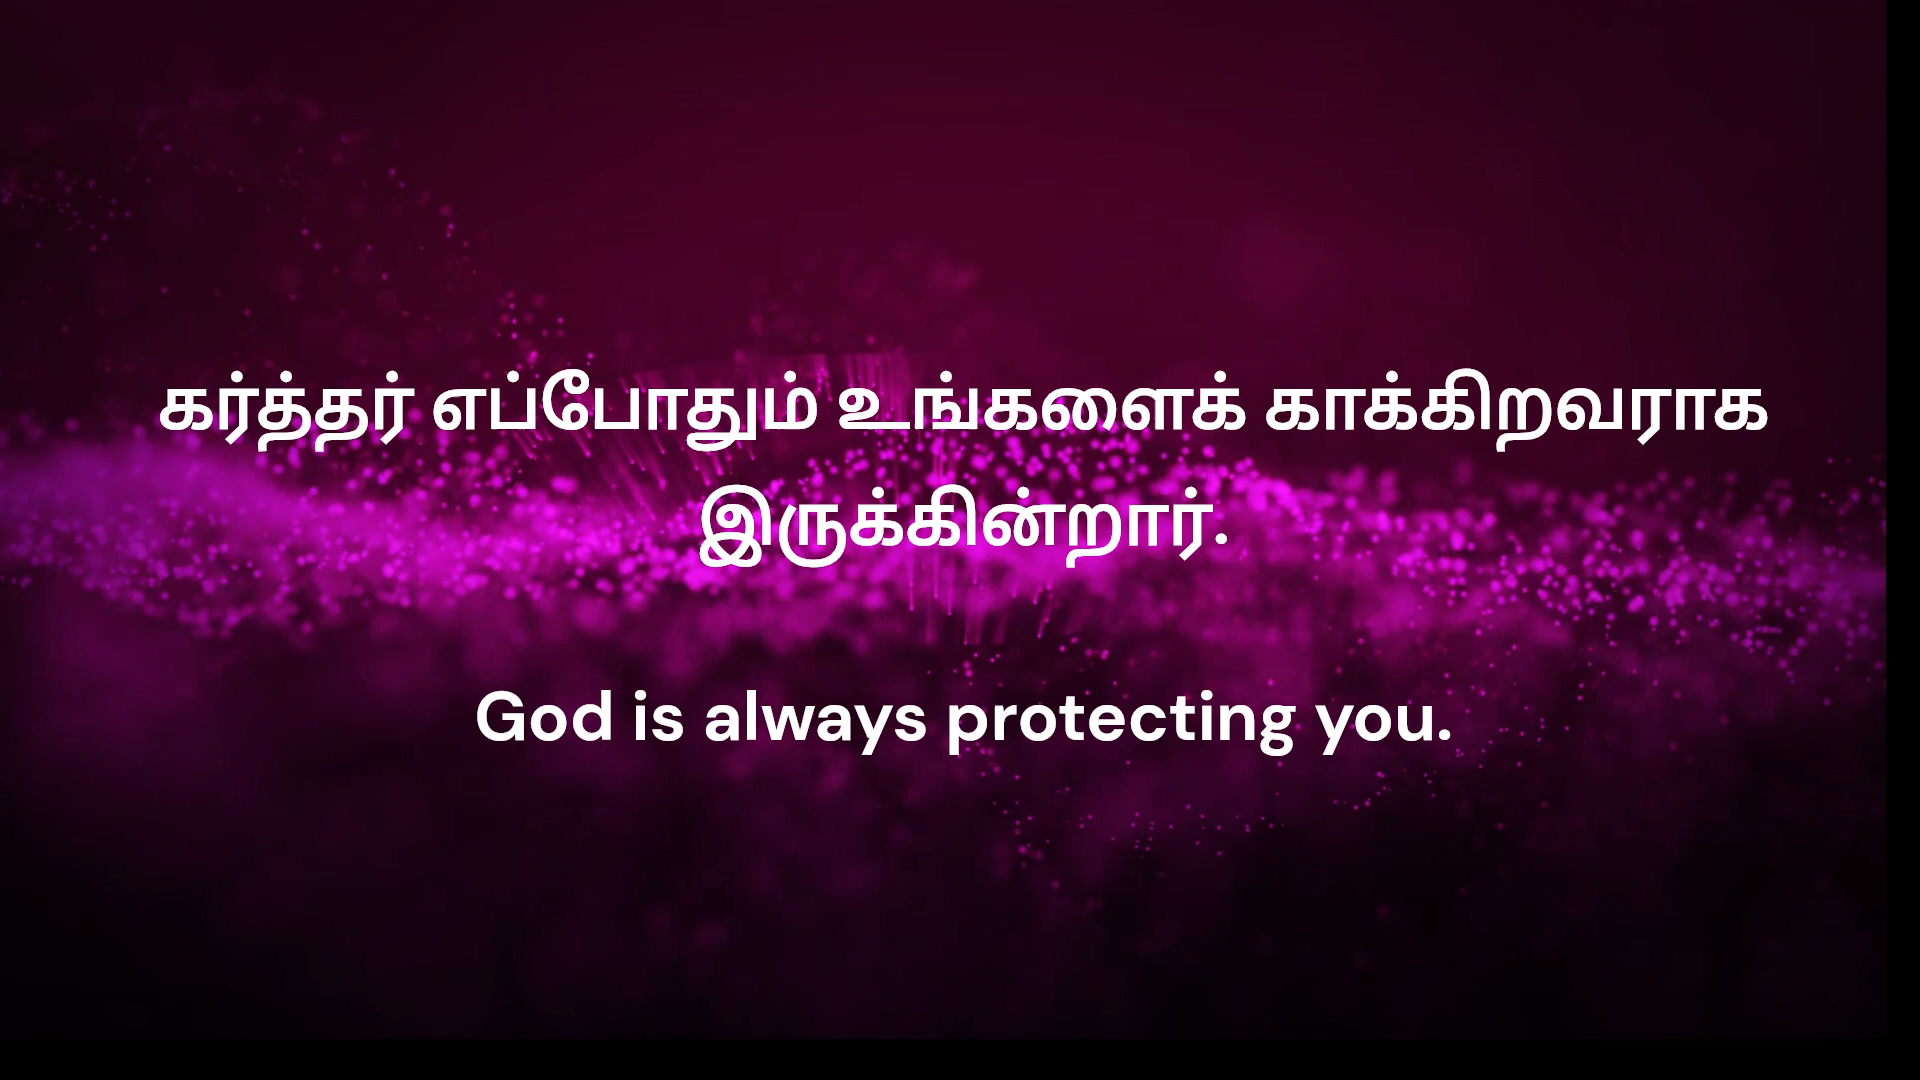 கர்த்தர் எப்போதும் உங்களைக் காக்கிறவராக
இருக்கின்றார்.
God is always protecting you.